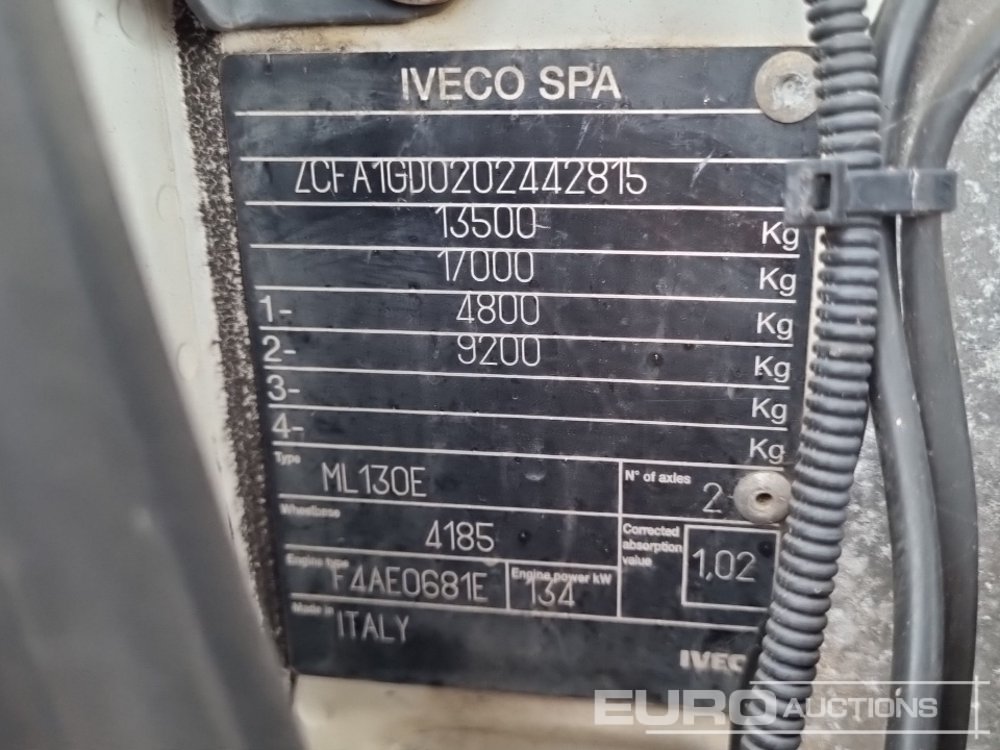 IVECO SPA
ZCFA1GD0202442815
13500 Kg
17000 Kg
1- 4800 Kg
2- 9200 Kg
3- Kg
4- Kg
Type
ML130E
N° of axles
2
Wheelbase
4185
Corrected absorption value
1,02
Engine type
F4AE0681E
Engine power kW
134
Made in
ITALY
IVEC
EURO AUCTIONS